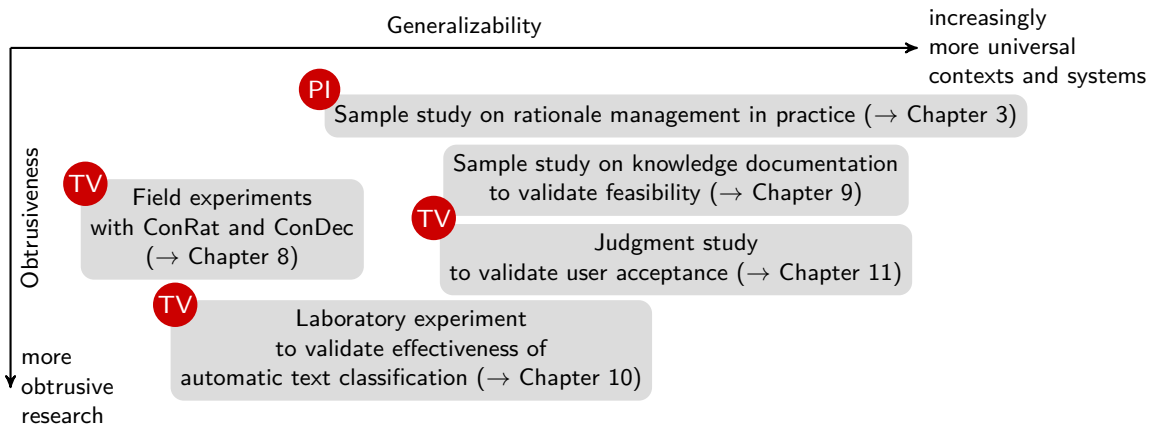 Generalizability
increasingly
more universal
contexts and systems
Obtrusiveness
PI
Sample study on rationale management in practice (→ Chapter 3)
Sample study on knowledge documentation
to validate feasibility (→ Chapter 9)
TV
Field experiments
with ConRat and ConDec
(→ Chapter 8)
TV
Judgment study
to validate user acceptance (→ Chapter 11)
TV
Laboratory experiment
to validate effectiveness of
automatic text classification (→ Chapter 10)
more
obtrusive
research